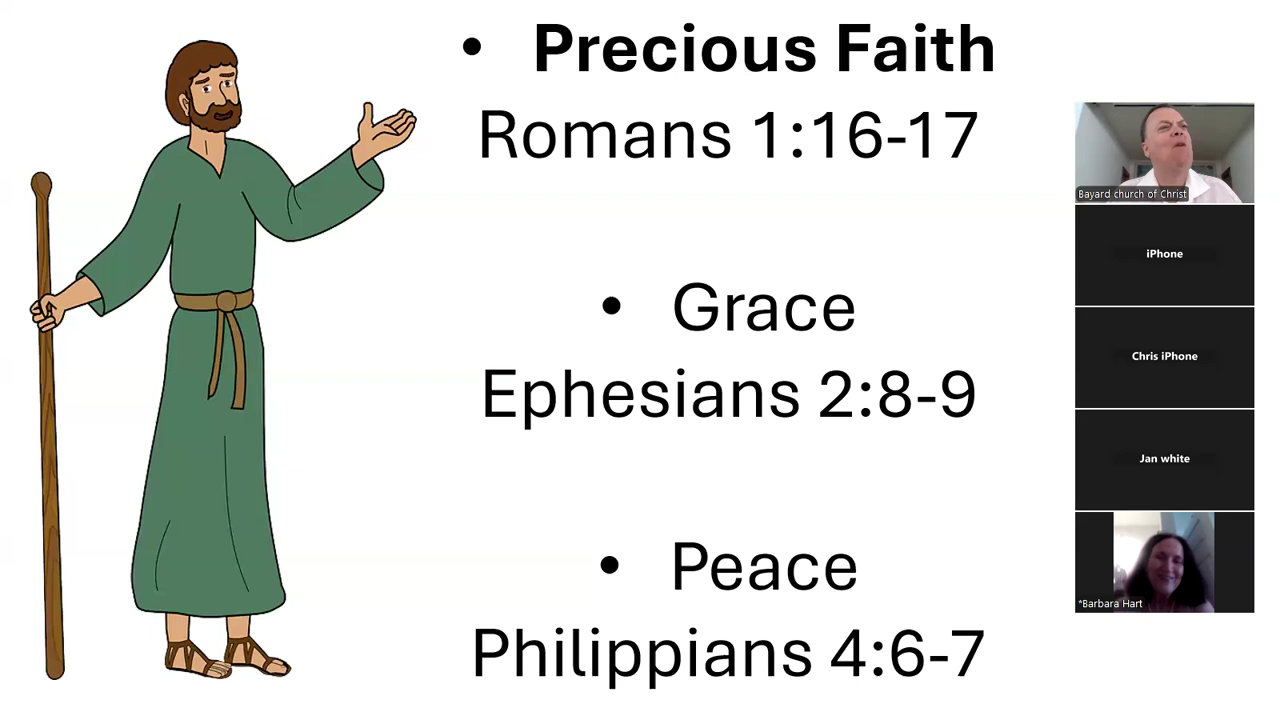 • Precious Faith
Romans 1:16-17
• Grace
Ephesians 2:8-9
• Peace
Philippians 4:6-7
Bayard church of Christ
iPhone
Chris iPhone
Jan white
*Barbara Hart